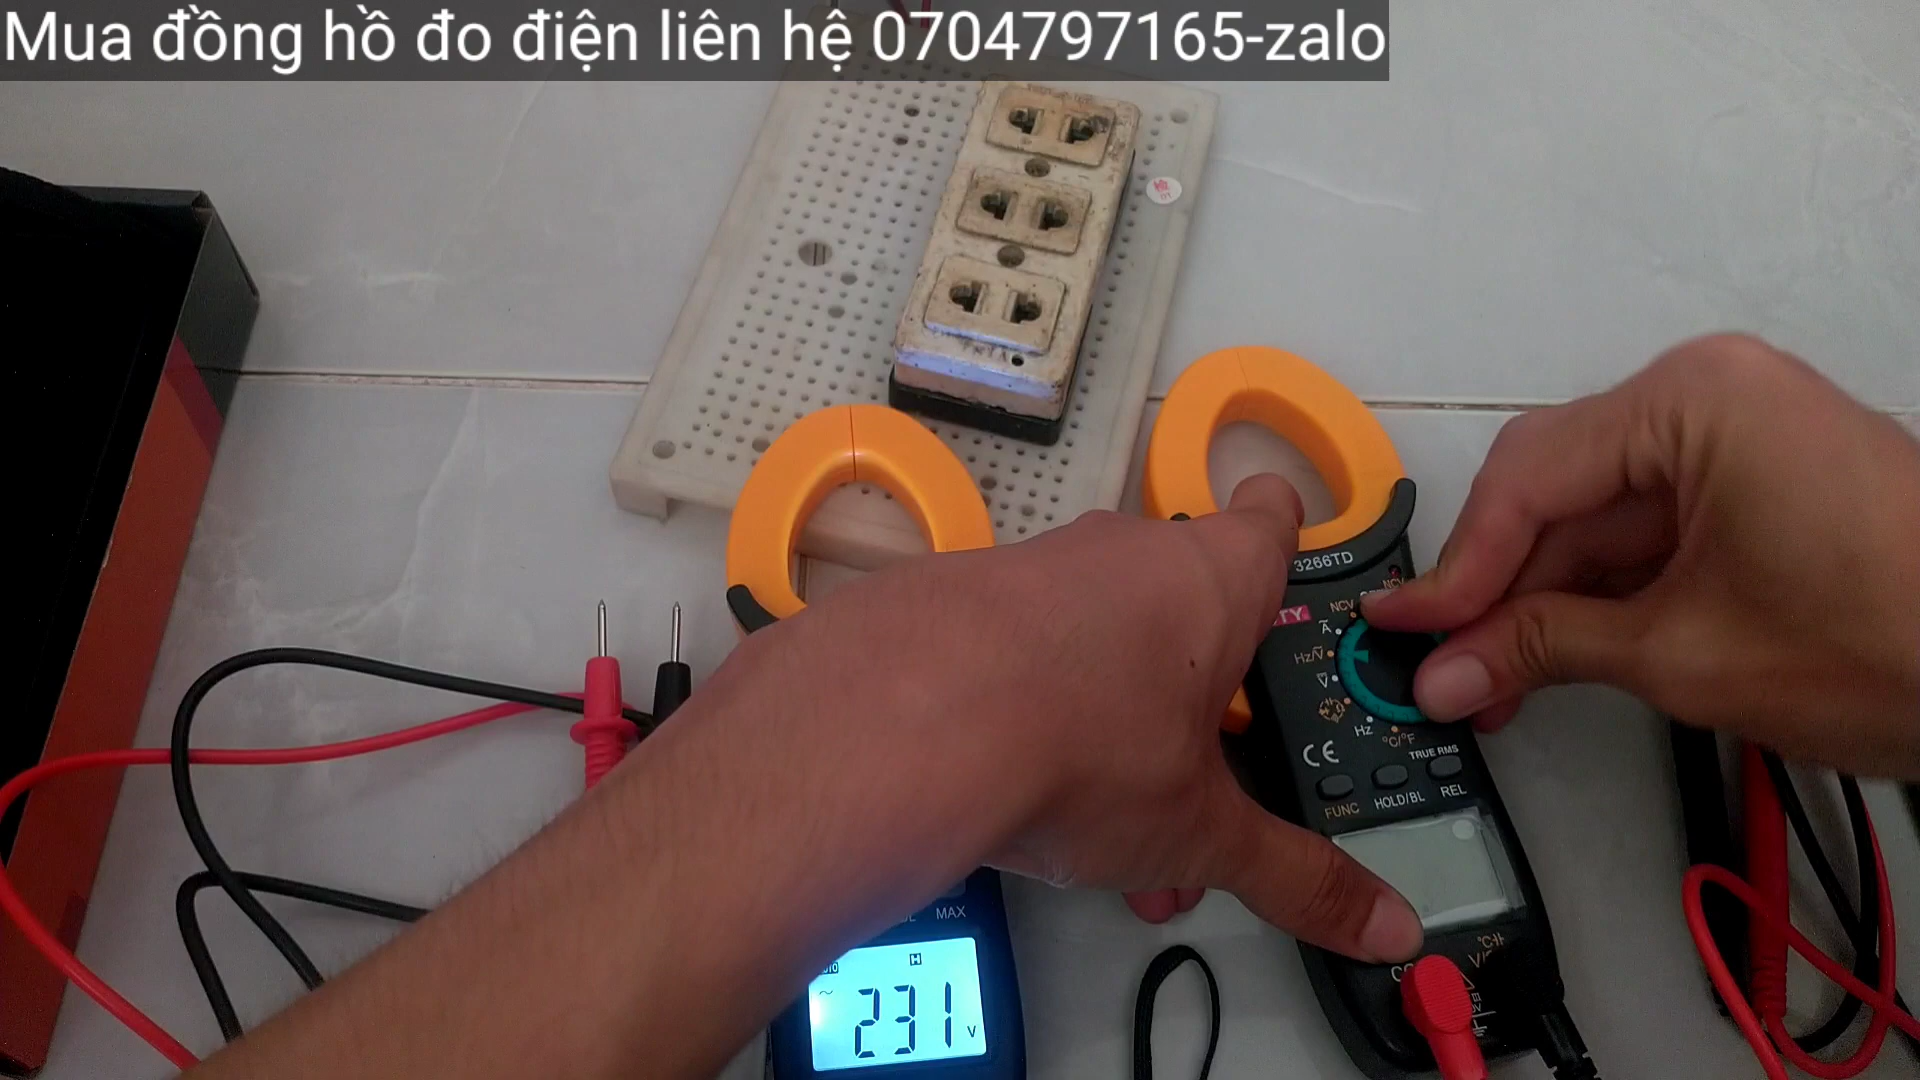 Mua đồng hồ đo điện liên hệ 0704797165-zalo
3266TD
NCV
NCV
Hz/V
Hz
°C/°F
CE
TRUE RMS
FUNC
HOLD/BL
REL
MAX
H
~
231
V